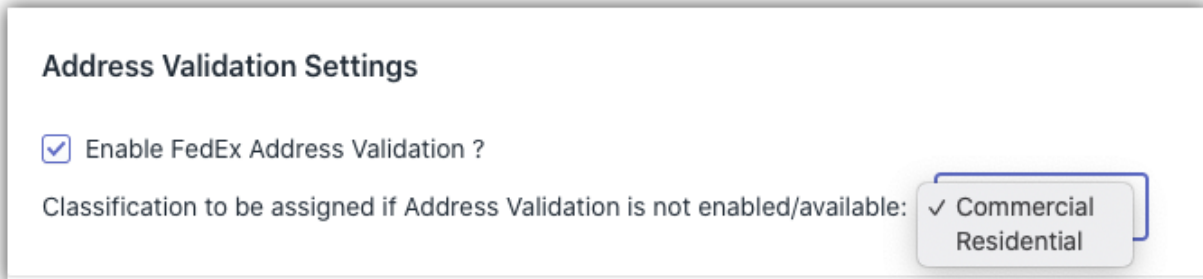 Address Validation Settings
Enable FedEx Address Validation ?
Classification to be assigned if Address Validation is not enabled/available: ✓ Commercial
Residential